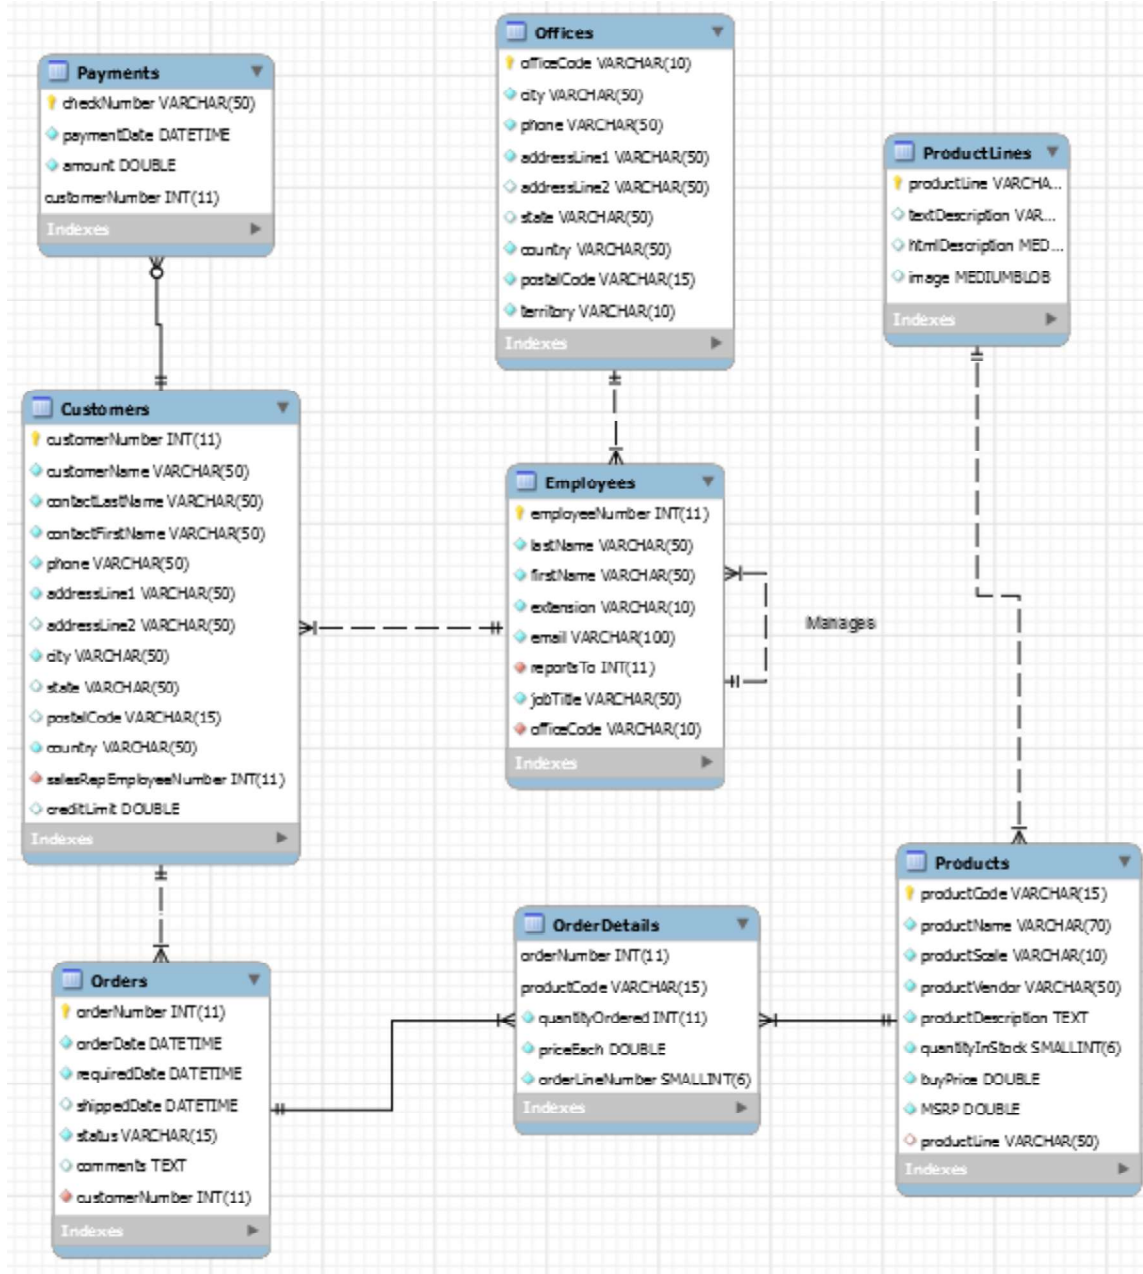 Payments
checkNumber VARCHAR(50)
paymentDate DATETIME
amount DOUBLE
customerNumber INT(11)
Indexes
Offices
officeCode VARCHAR(10)
city VARCHAR(50)
phone VARCHAR(50)
addressLine1 VARCHAR(50)
addressLine2 VARCHAR(50)
state VARCHAR(50)
country VARCHAR(50)
postalCode VARCHAR(15)
territory VARCHAR(10)
Indexes
ProductLines
productLine VARCHA...
textDescription VAR...
htmlDescription MED...
image MEDIUMBLOB
Indexes
Customers
customerNumber INT(11)
customerName VARCHAR(50)
contactLastName VARCHAR(50)
contactFirstName VARCHAR(50)
phone VARCHAR(50)
addressLine1 VARCHAR(50)
addressLine2 VARCHAR(50)
city VARCHAR(50)
state VARCHAR(50)
postalCode VARCHAR(15)
country VARCHAR(50)
salesRepEmployeeNumber INT(11)
creditLimit DOUBLE
Indexes
Employees
employeeNumber INT(11)
lastName VARCHAR(50)
firstName VARCHAR(50)
extension VARCHAR(10)
email VARCHAR(100)
reportsTo INT(11)
jobTitle VARCHAR(50)
officeCode VARCHAR(10)
Indexes
Manages
Orders
orderNumber INT(11)
orderDate DATETIME
requiredDate DATETIME
shippedDate DATETIME
status VARCHAR(15)
comments TEXT
customerNumber INT(11)
Indexes
OrderDetails
orderNumber INT(11)
productCode VARCHAR(15)
quantityOrdered INT(11)
priceEach DOUBLE
orderLineNumber SMALLINT(6)
Indexes
Products
productCode VARCHAR(15)
productName VARCHAR(70)
productScale VARCHAR(10)
productVendor VARCHAR(50)
productDescription TEXT
quantityInStock SMALLINT(6)
buyPrice DOUBLE
MSRP DOUBLE
productLine VARCHAR(50)
Indexes